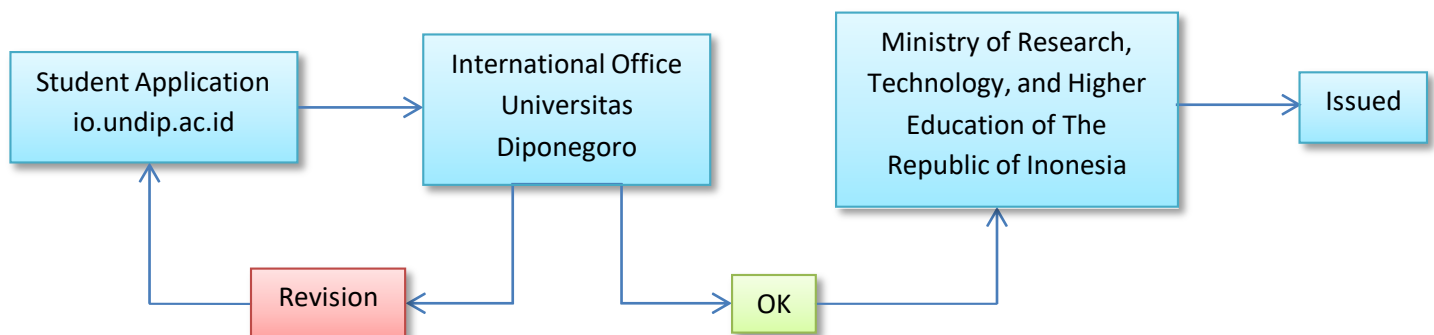 Student Application
io.undip.ac.id
International Office
Universitas
Diponegoro
Ministry of Research,
Technology, and Higher
Education of The
Republic of Inonesia
Issued
Revision
OK